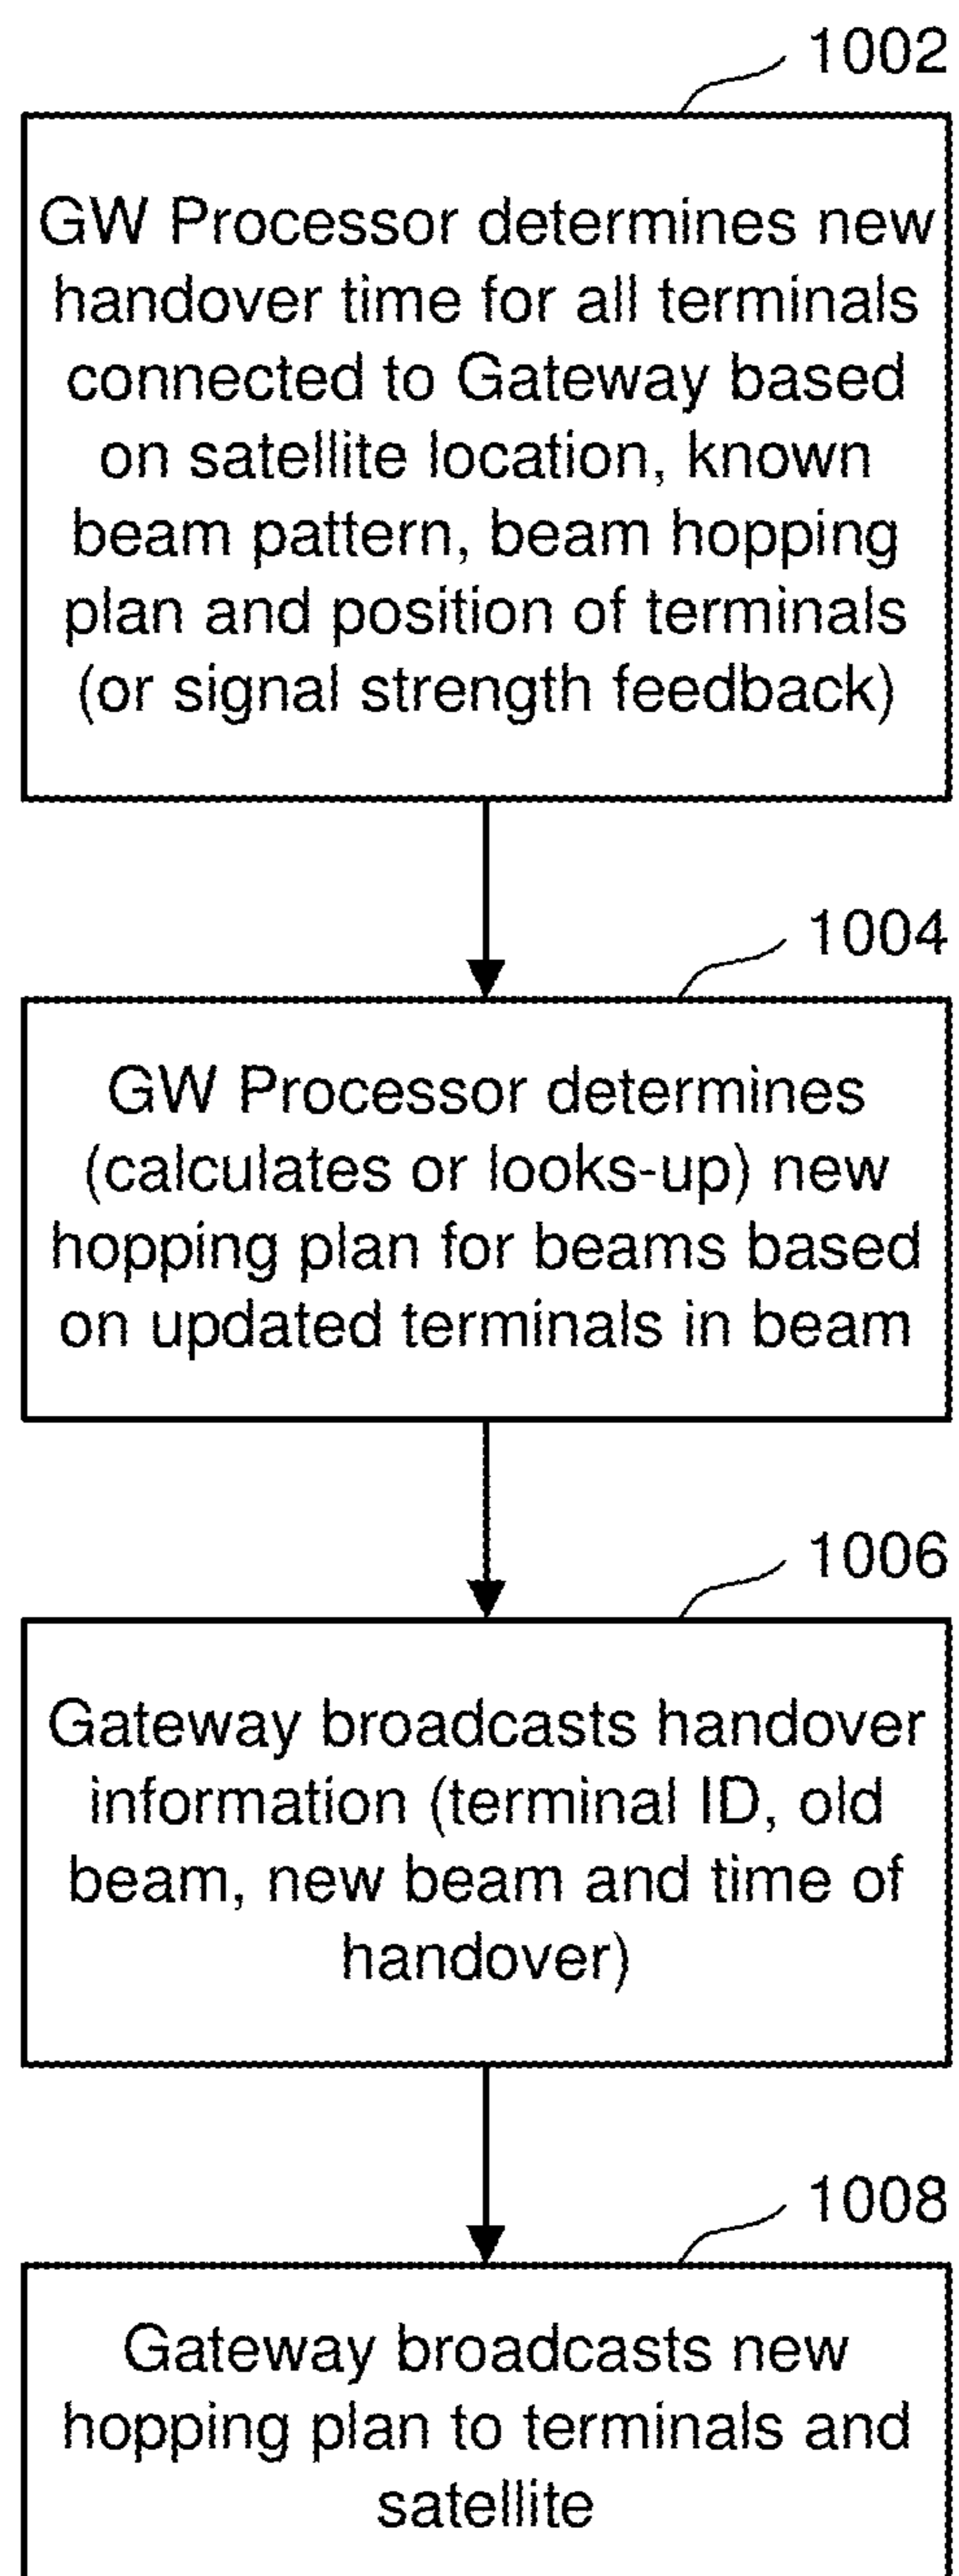 1002
GW Processor determines new
handover time for all terminals
connected to Gateway based
on satellite location, known
beam pattern, beam hopping
plan and position of terminals
(or signal strength feedback)
1004
GW Processor determines
(calculates or looks-up) new
hopping plan for beams based
on updated terminals in beam
1006
Gateway broadcasts handover
information (terminal ID, old
beam, new beam and time of
handover)
1008
Gateway broadcasts new
hopping plan to terminals and
satellite